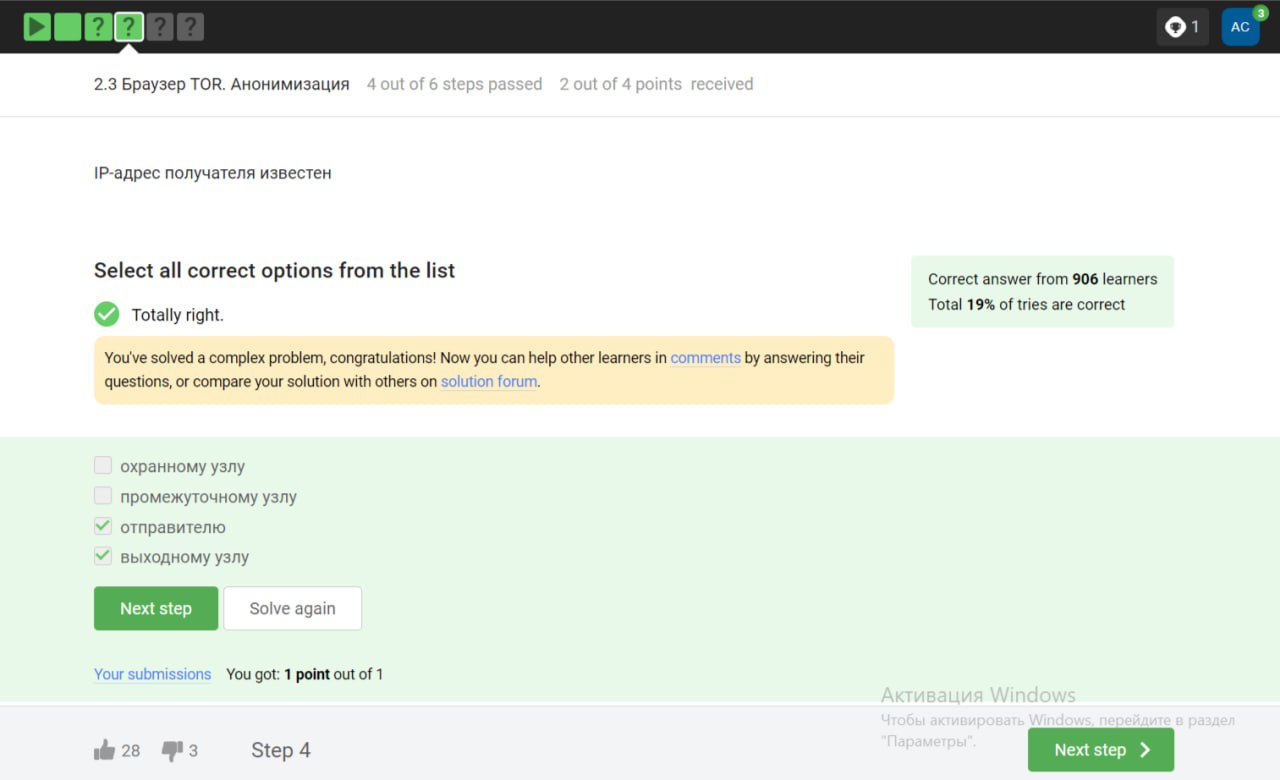 ? ? ? ?
1
AC
3
2.3 Браузер TOR. Анонимизация 4 out of 6 steps passed 2 out of 4 points received
IP-адрес получателя известен
Select all correct options from the list
Totally right.
You've solved a complex problem, congratulations! Now you can help other learners in comments by answering their
questions, or compare your solution with others on solution forum.
Correct answer from 906 learners
Total 19% of tries are correct
охранному узлу
промежуточному узлу
отправителю
выходному узлу
Next step Solve again
Your submissions You got: 1 point out of 1
Активация Windows
Чтобы активировать Windows, перейдите в раздел
"Параметры".
28 3 Step 4 Next step